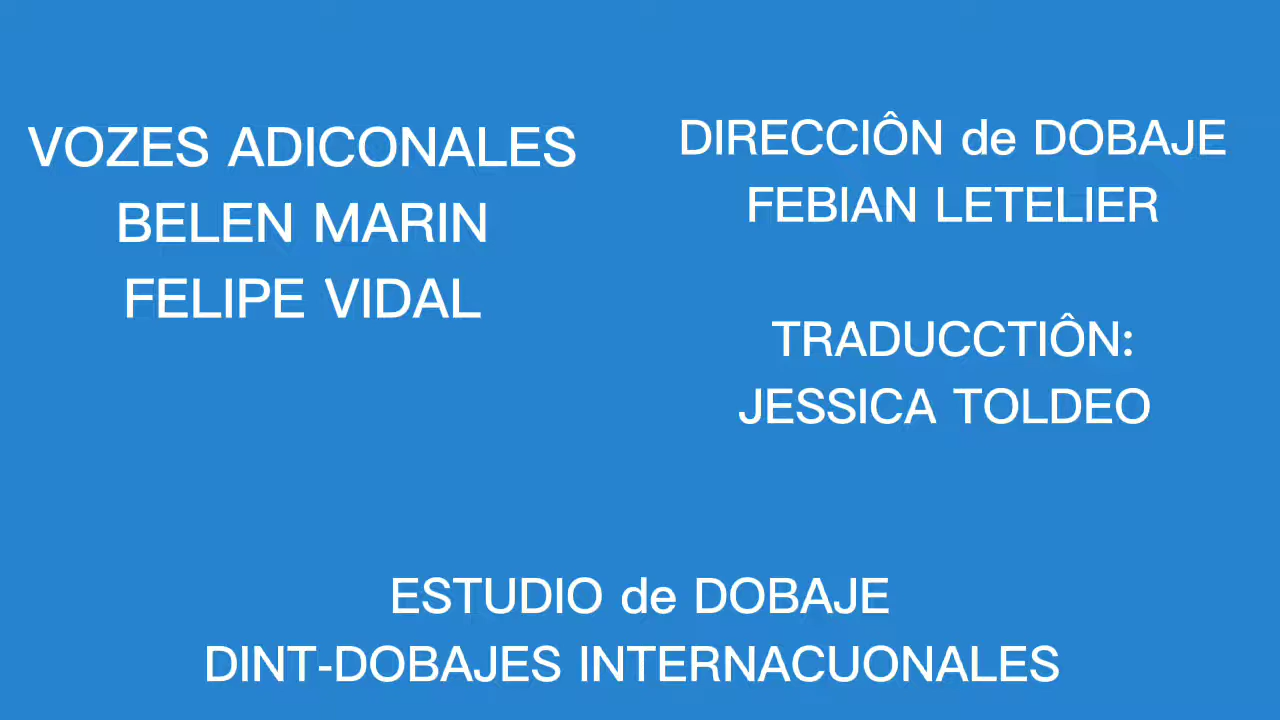 VOZES ADICONALES
BELEN MARIN
FELIPE VIDAL
DIRECCIÔN de DOBAJE
FEBIAN LETELIER
TRADUCCTIÔN:
JESSICA TOLDEO
ESTUDIO de DOBAJE
DINT-DOBAJES INTERNACUONALES